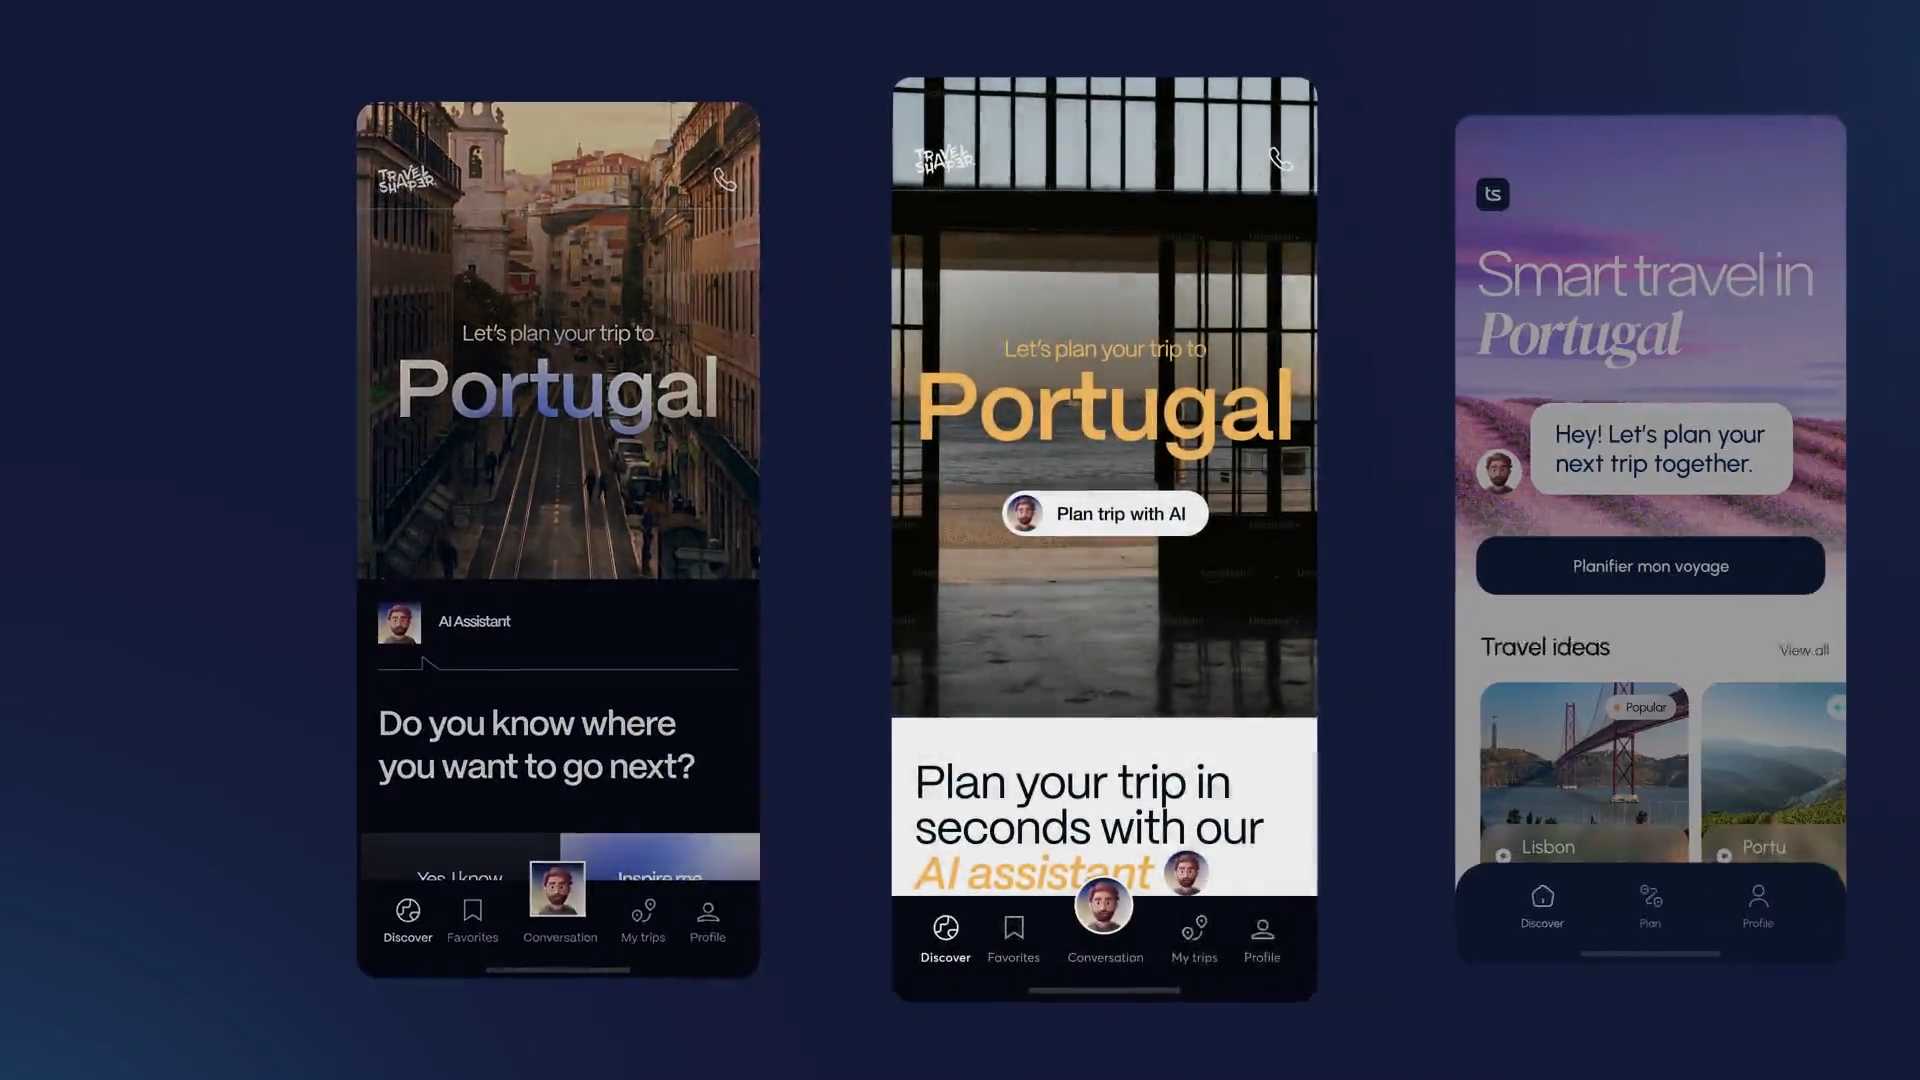 TRAVEL
SHAPER
Let's plan your trip to
Portugal
AI Assistant
Do you know where
you want to go next?
Yes, I know
Inspire me
Discover
Favorites
Conversation
My trips
Profile
TRAVEL
SHAPER
Let's plan your trip to
Portugal
Plan trip with AI
Plan your trip in
seconds with our
AI assistant
Discover
Favorites
Conversation
My trips
Profile
ts
Smart travel in
Portugal
Hey! Let's plan your
next trip together.
Planifier mon voyage
Travel ideas
View all
Popular
Lisbon
Portu
Discover
Plan
Profile